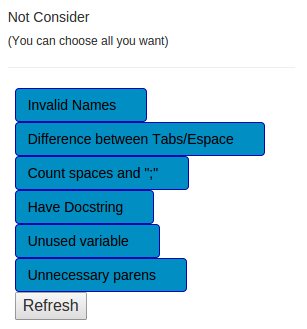 Not Consider
(You can choose all you want)
Invalid Names
Difference between Tabs/Espace
Count spaces and ";"
Have Docstring
Unused variable
Unnecessary parens
Refresh